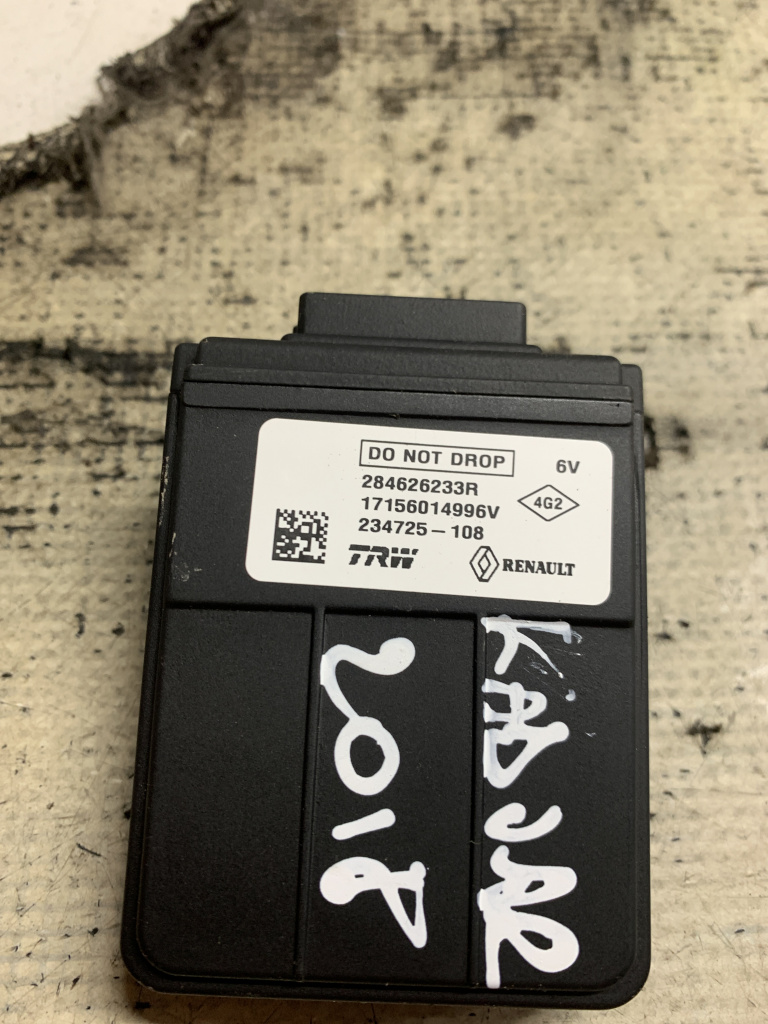 DO NOT DROP 6V
284626233R
17156014996V 4G2
234725-108
TRW RENAULT
KADJAR
2018